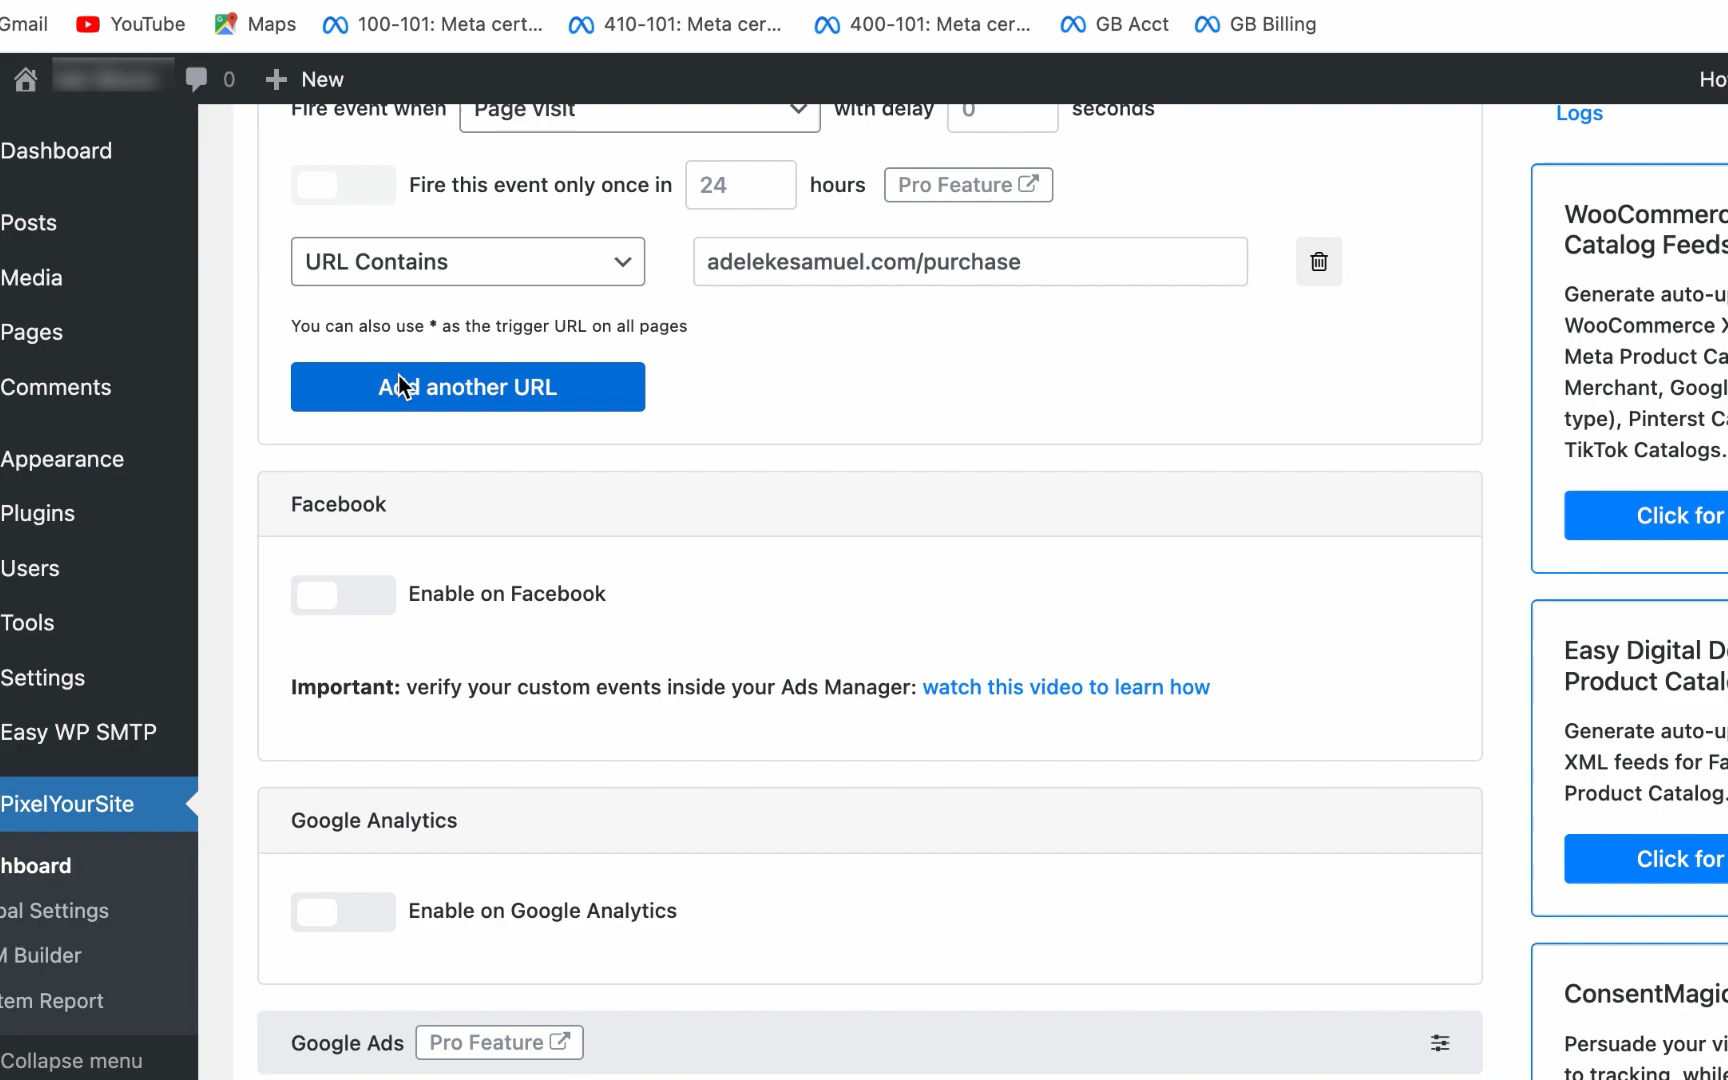 Gmail YouTube Maps 100-101: Meta cert... 410-101: Meta cer... 400-101: Meta cer... GB Acct GB Billing
0 New Ho
Fire event when Page Visit with delay 0 seconds
Logs
Dashboard
Posts
Media
Pages
Comments
Appearance
Plugins
Users
Tools
Settings
Easy WP SMTP
PixelYourSite
hboard
bal Settings
M Builder
tem Report
Collapse menu
Fire this event only once in 24 hours Pro Feature
URL Contains adelekesamuel.com/purchase
You can also use * as the trigger URL on all pages
Add another URL
Facebook
Enable on Facebook
Important: verify your custom events inside your Ads Manager: watch this video to learn how
Google Analytics
Enable on Google Analytics
Google Ads Pro Feature
WooCommerc
Catalog Feeds
Generate auto-up
WooCommerce X
Meta Product Ca
Merchant, Googl
type), Pinterst Ca
TikTok Catalogs.
Click for
Easy Digital D
Product Catal
Generate auto-up
XML feeds for Fa
Product Catalog.
Click for
ConsentMagic
Persuade your vi
to tracking, while